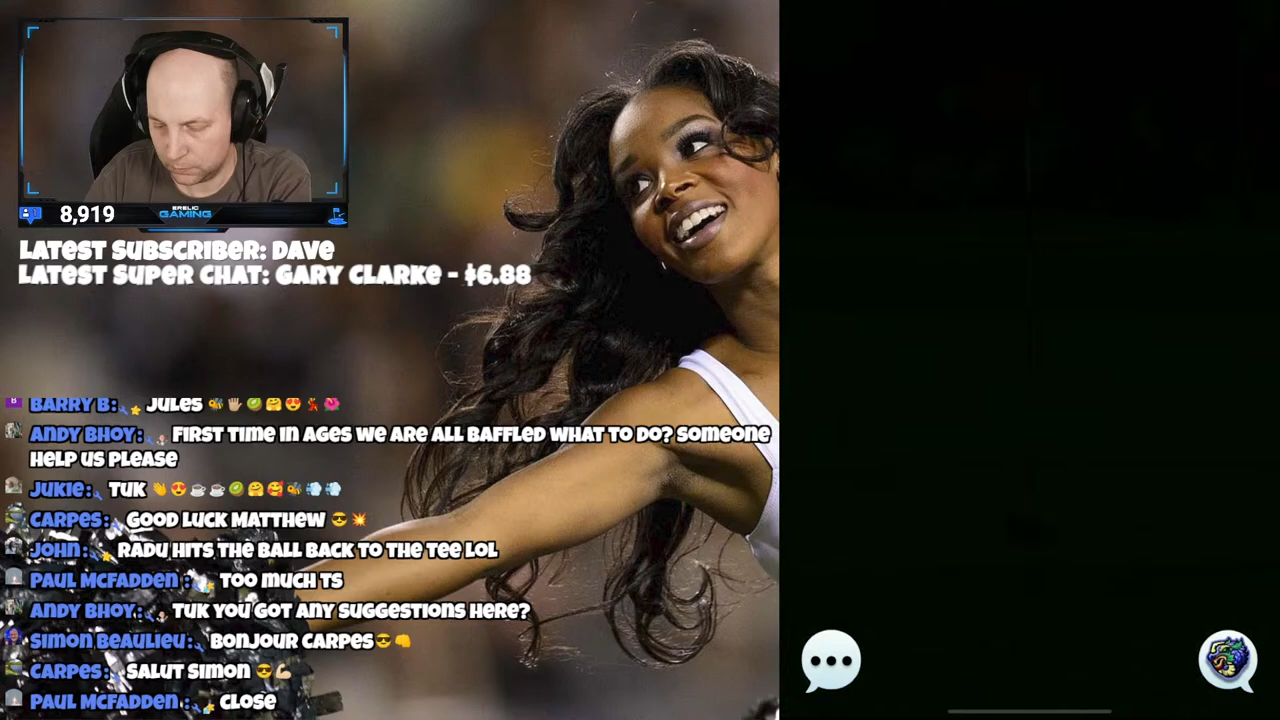 8,919
ERELIC
GAMING
LATEST SUBSCRIBER: DAVE
LATEST SUPER CHAT: GARY CLARKE - $6.88
BARRY B: JULES 🐝🖐🏽🥝🤗😍💃🌺
ANDY BHOY: FIRST TIME IN AGES WE ARE ALL BAFFLED WHAT TO DO? SOMEONE
HELP US PLEASE
JUKIE: TUK 👋😍☕☕🥝🤗🥰🐝💨💨
CARPES: GOOD LUCK MATTHEW 😎💥
JOHN: RADU HITS THE BALL BACK TO THE TEE LOL
PAUL MCFADDEN : TOO MUCH TS
ANDY BHOY: TUK YOU GOT ANY SUGGESTIONS HERE?
SIMON BEAULIEU: BONJOUR CARPES😎👊
CARPES: SALUT SIMON 😎💪🏼
PAUL MCFADDEN : CLOSE